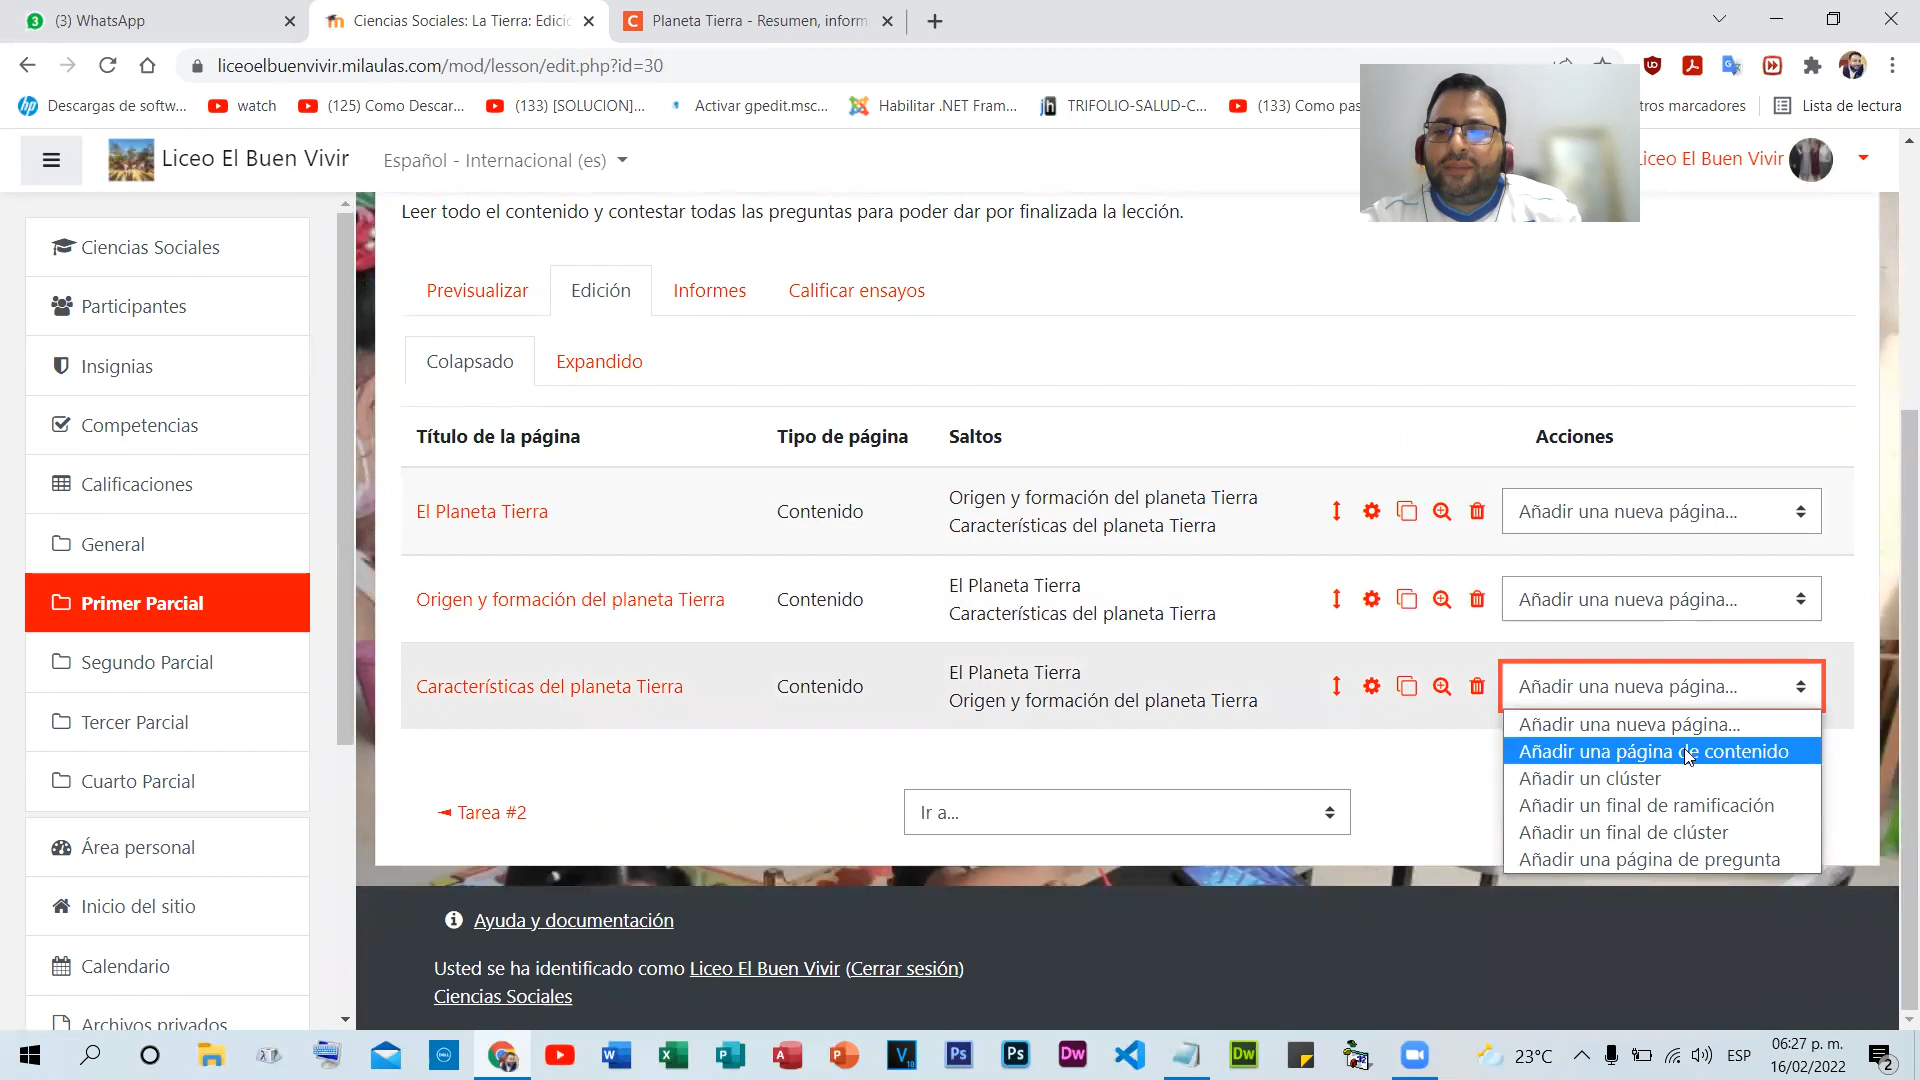 (3) WhatsApp
Ciencias Sociales: La Tierra: Edici
Planeta Tierra - Resumen, inform
liceoelbuenvivir.milaulas.com/mod/lesson/edit.php?id=30
Descargas de softw...
watch
(125) Como Descar...
(133) [SOLUCION]...
Activar gpedit.msc...
Habilitar .NET Fram...
TRIFOLIO-SALUD-C...
(133) Como pas
tros marcadores
Lista de lectura
Liceo El Buen Vivir
Español - Internacional (es)
Liceo El Buen Vivir
Leer todo el contenido y contestar todas las preguntas para poder dar por finalizada la lección.
Ciencias Sociales
Participantes
Insignias
Competencias
Calificaciones
General
Primer Parcial
Segundo Parcial
Tercer Parcial
Cuarto Parcial
Área personal
Inicio del sitio
Calendario
Archivos privados
Previsualizar
Edición
Informes
Calificar ensayos
Colapsado
Expandido
Título de la página
Tipo de página
Saltos
Acciones
El Planeta Tierra
Contenido
Origen y formación del planeta Tierra
Características del planeta Tierra
Añadir una nueva página...
Origen y formación del planeta Tierra
Contenido
El Planeta Tierra
Características del planeta Tierra
Añadir una nueva página...
Características del planeta Tierra
Contenido
El Planeta Tierra
Origen y formación del planeta Tierra
Añadir una nueva página...
Añadir una nueva página...
Añadir una página de contenido
Añadir un clúster
Añadir un final de ramificación
Añadir un final de clúster
Añadir una página de pregunta
◄ Tarea #2
Ir a...
Ayuda y documentación
Usted se ha identificado como Liceo El Buen Vivir (Cerrar sesión)
Ciencias Sociales
23°C
ESP
06:27 p. m.
16/02/2022
2